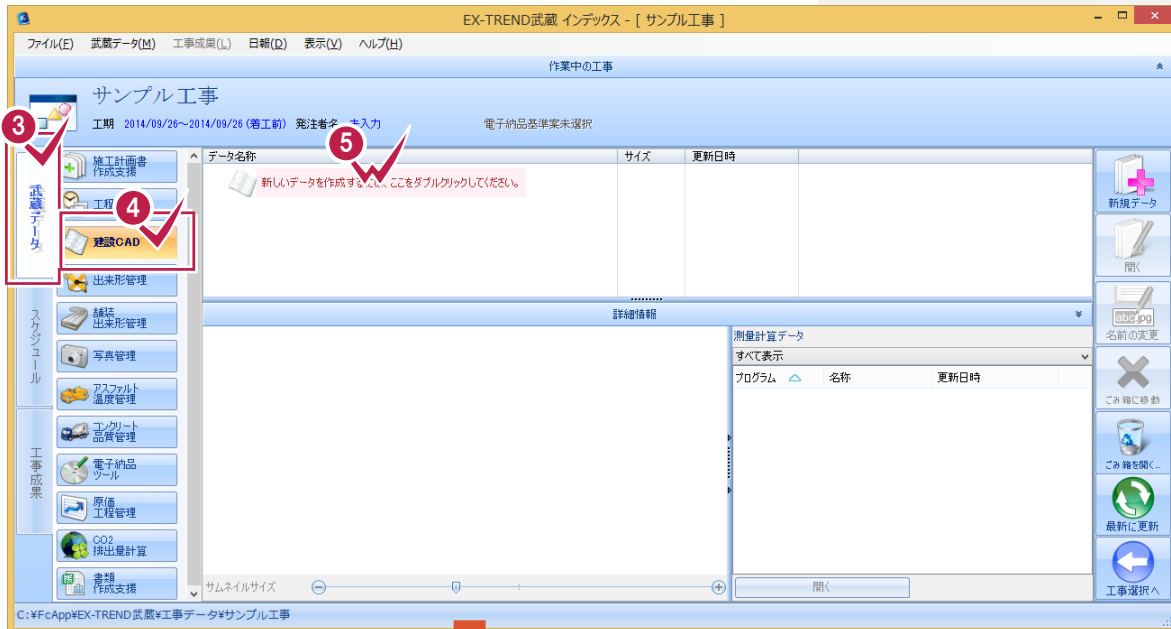 EX-TREND武蔵 インデックス - [ サンプル工事 ]
ファイル(F) 武蔵データ(M) 工事成果(L) 日報(D) 表示(V) ヘルプ(H)
作業中の工事
サンプル工事
工期 2014/09/26～2014/09/26 (着工前) 発注者名 未入力 電子納品基準案未選択
3
5
4
武蔵データ
スケジュール
工事成果
施工計画書
作成支援
工程
建設CAD
出来形管理
舗装
出来形管理
写真管理
アスファルト
温度管理
コンクリート
品質管理
電子納品
ツール
原価
工程管理
CO2
排出量計算
書類
作成支援
データ名称 サイズ 更新日時
新しいデータを作成する ここをダブルクリックしてください。
詳細情報
測量計算データ
すべて表示
プログラム 名称 更新日時
サムネイルサイズ
開く
新規データ
開く
abc.jpg
名前の変更
ごみ箱に移動
ごみ箱を開く...
最新に更新
工事選択へ
C:¥FcApp¥EX-TREND武蔵¥工事データ¥サンプル工事